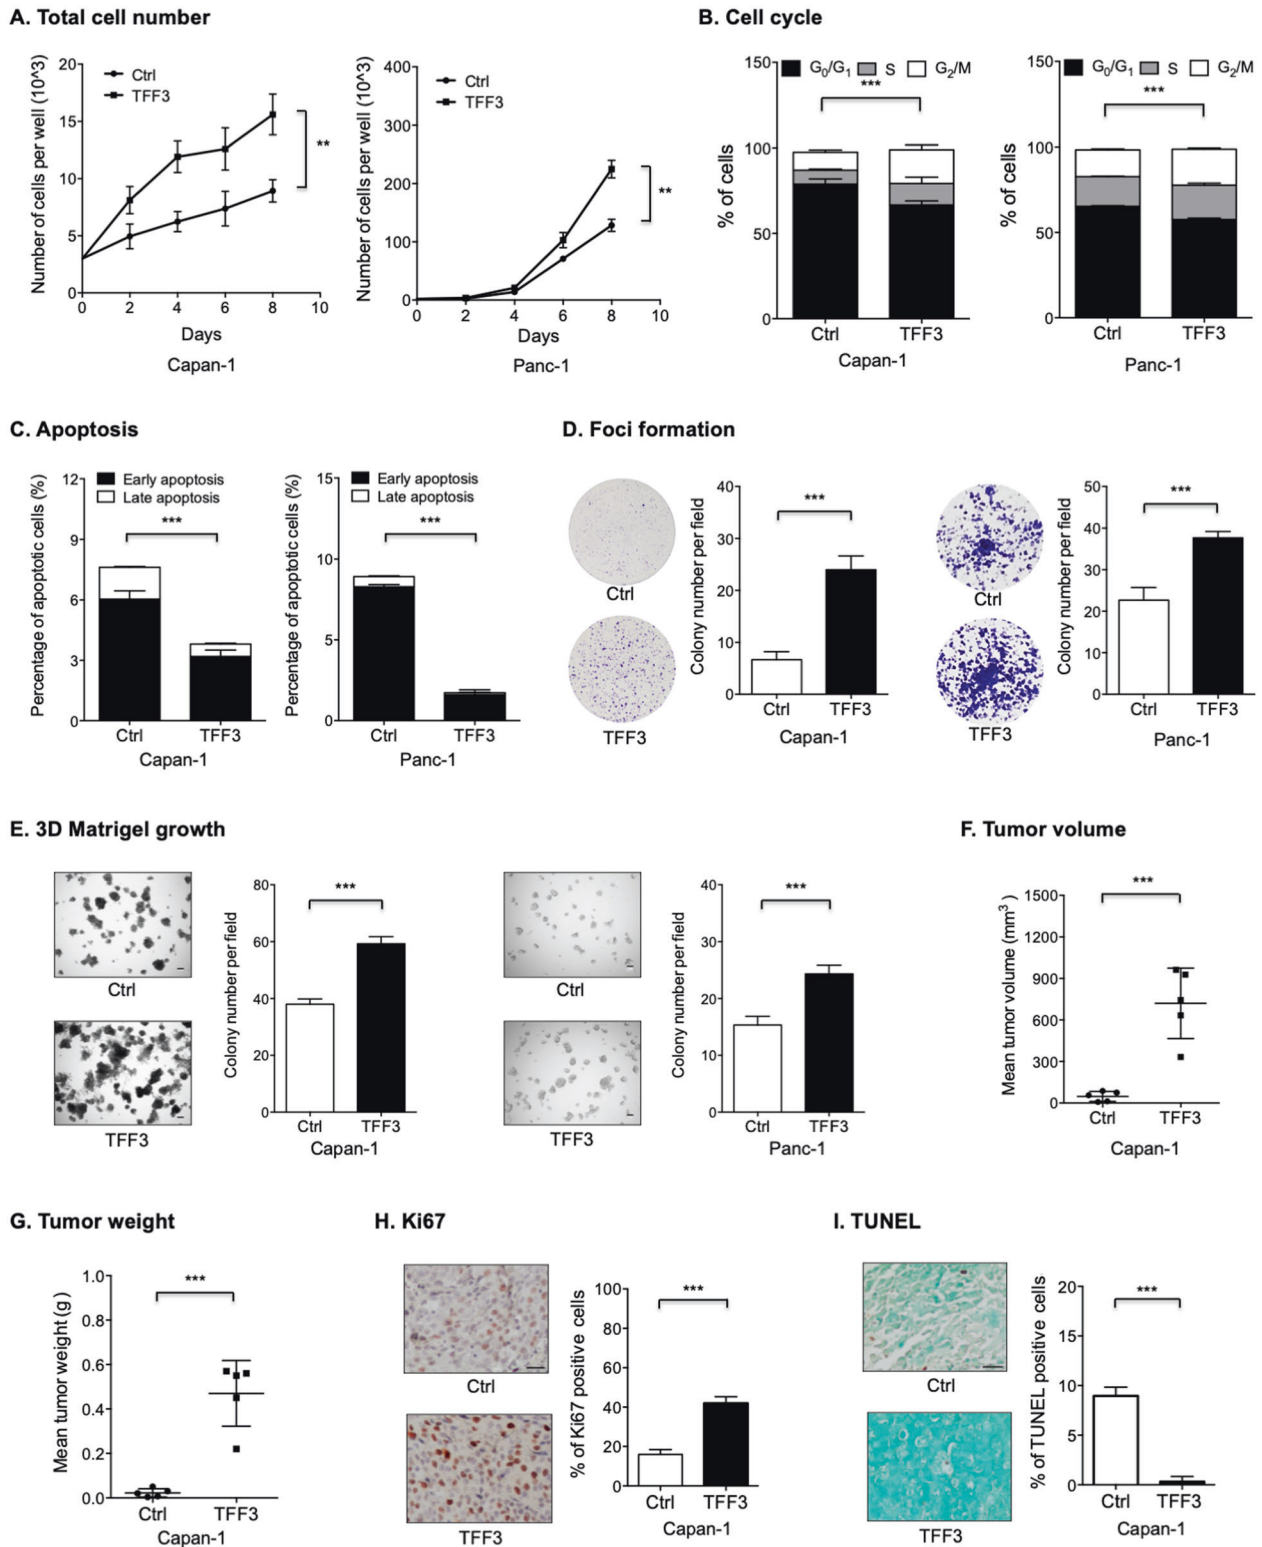 A. Total cell number
Number of cells per well (10^3)
20
15
10
5
0
Ctrl
TFF3
**
0 2 4 6 8 10
Days
Capan-1
Number of cells per well (10^3)
400
300
200
100
0
Ctrl
TFF3
**
0 2 4 6 8 10
Days
Panc-1
B. Cell cycle
% of cells
150
100
50
0
G0/G1 S G2/M
***
Ctrl TFF3
Capan-1
% of cells
150
100
50
0
G0/G1 S G2/M
***
Ctrl TFF3
Panc-1
C. Apoptosis
Percentage of apoptotic cells (%)
12
9
6
3
0
Early apoptosis
Late apoptosis
***
Ctrl TFF3
Capan-1
Percentage of apoptotic cells (%)
15
10
5
0
Early apoptosis
Late apoptosis
***
Ctrl TFF3
Panc-1
D. Foci formation
Ctrl
TFF3
Colony number per field
40
30
20
10
0
***
Ctrl TFF3
Capan-1
Ctrl
TFF3
Colony number per field
50
40
30
20
10
0
***
Ctrl TFF3
Panc-1
E. 3D Matrigel growth
Ctrl
TFF3
Colony number per field
80
60
40
20
0
***
Ctrl TFF3
Capan-1
Ctrl
TFF3
Colony number per field
40
30
20
10
0
***
Ctrl TFF3
Panc-1
F. Tumor volume
Mean tumor volume (mm3 )
1500
1200
900
600
300
0
***
Ctrl TFF3
Capan-1
G. Tumor weight
Mean tumor weight (g)
1.0
0.8
0.6
0.4
0.2
0.0
***
Ctrl TFF3
Capan-1
H. Ki67
Ctrl
TFF3
% of Ki67 positive cells
100
80
60
40
20
0
***
Ctrl TFF3
Capan-1
I. TUNEL
Ctrl
TFF3
% of TUNEL positive cells
20
15
10
5
0
***
Ctrl TFF3
Capan-1